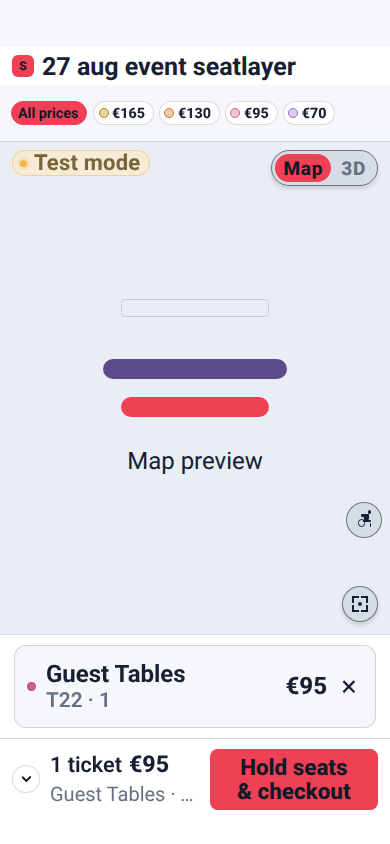 S 27 aug event seatlayer
All prices €165 €130 €95 €70
Test mode
Map 3D
Map preview
Guest Tables
T22 · 1
€95 ×
1 ticket €95
Guest Tables · ...
Hold seats
& checkout